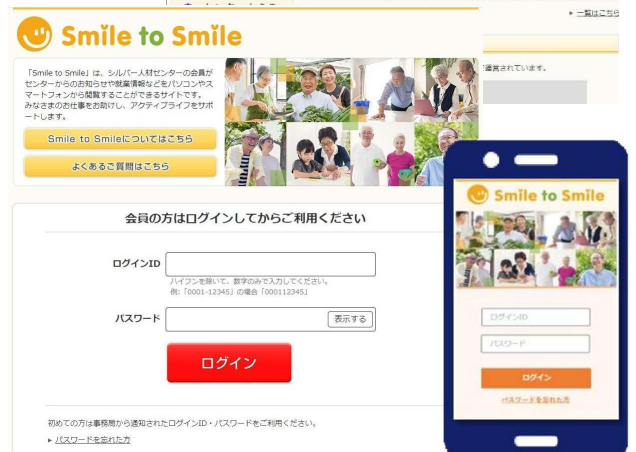 一覧はこちら
Smile to Smile
運営されています。
「Smile to Smile」は、シルバー人材センターの会員が
センターからのお知らせや就業情報などをパソコンやス
マートフォンから閲覧することができるサイトです。
みなさまのお仕事をお助けし、アクティブライフをサポ
ートします。
Smile to Smileについてはこちら
よくあるご質問はこちら
会員の方はログインしてからご利用ください
ログインID
ハイフンを除いて、数字のみで入力してください。
例:「0001-12345」の場合「000112345」
パスワード
表示する
ログイン
初めての方は事務局から通知されたログインID・パスワードをご利用ください。
パスワードを忘れた方
Smile to Smile
ログインID
パスワード
ログイン
パスワードを忘れた方